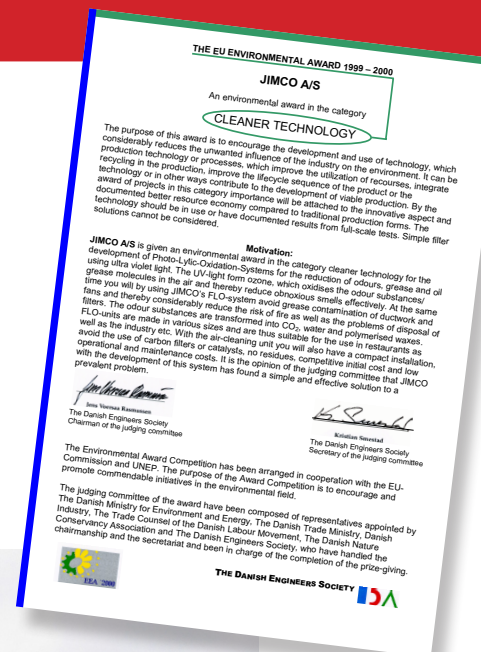 THE EU ENVIRONMENTAL AWARD 1999 – 2000
JIMCO A/S
An environmental award in the category
CLEANER TECHNOLOGY
The purpose of this award is to encourage the development and use of technology, which
considerably reduces the unwanted influence of the industry on the environment. It can be
production technology or processes, which improve the utilization of recourses, integrate
recycling in the production, improve the lifecycle sequence of the product or the
technology or in other ways contribute to the development of viable production. By the
award of projects in this category importance will be attached to the innovative aspect and
documented better resource economy compared to traditional production forms. The
technology should be in use or have documented results from full-scale tests. Simple filler
solutions cannot be considered.
Motivation:
JIMCO A/S is given an environmental award in the category cleaner technology for the
development of Photo-Lytic-Oxidation-Systems for the reduction of odours, grease and oil
using ultra violet light. The UV-light form ozone, which oxidises the odour substances/
grease molecules in the air and thereby reduce obnoxious smells effectively. At the same
time you will by using JIMCO's FLO-system avoid grease contamination of ductwork and
fans and thereby considerably reduce the risk of fire as well as the problems of disposal of
filters. The odour substances are transformed into CO2, water and polymerised waxes.
FLO-units are made in various sizes and are thus suitable for the use in restaurants as
well as the industry etc. With the air-cleaning unit you will also have a compact installation,
avoid the use of carbon fillers or catalysts, no residues, competitive initial cost and low
operational and maintenance costs. It is the opinion of the judging committee that JIMCO
with the development of this system has found a simple and effective solution to a
prevalent problem.
Jens Vorsaa Rasmussen
The Danish Engineers Society
Chairman of the judging committee
Kristian Smestad
The Danish Engineers Society
Secretary of the judging committee
The Environmental Award Competition has been arranged in cooperation with the EU-
Commission and UNEP. The purpose of the Award Competition is to encourage and
promote commendable initiatives in the environmental field.
The judging committee of the award have been composed of representatives appointed by
The Danish Ministry for Environment and Energy. The Danish Trade Ministry, Danish
Industry, The Trade Counsel of the Danish Labour Movement, The Danish Nature
Conservancy Association and The Danish Engineers Society, who have handled the
chairmanship and the secretariat and been in charge of the completion of the prize-giving.
EEA 2000
THE DANISH ENGINEERS SOCIETY IDA